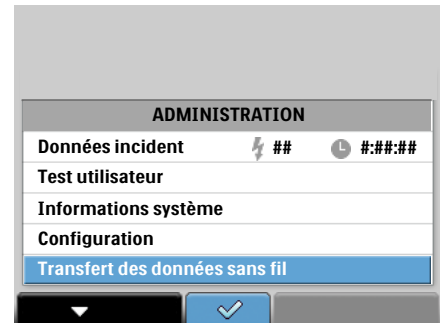 ADMINISTRATION
Données incident ## #:##:##
Test utilisateur
Informations système
Configuration
Transfert des données sans fil